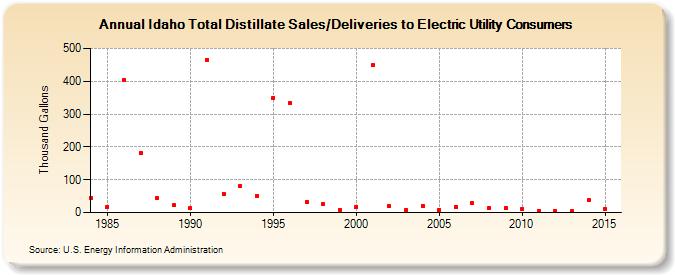 Annual Idaho Total Distillate Sales/Deliveries to Electric Utility Consumers
Thousand Gallons
500
400
300
200
100
0
1985 1990 1995 2000 2005 2010 2015
Source: U.S. Energy Information Administration